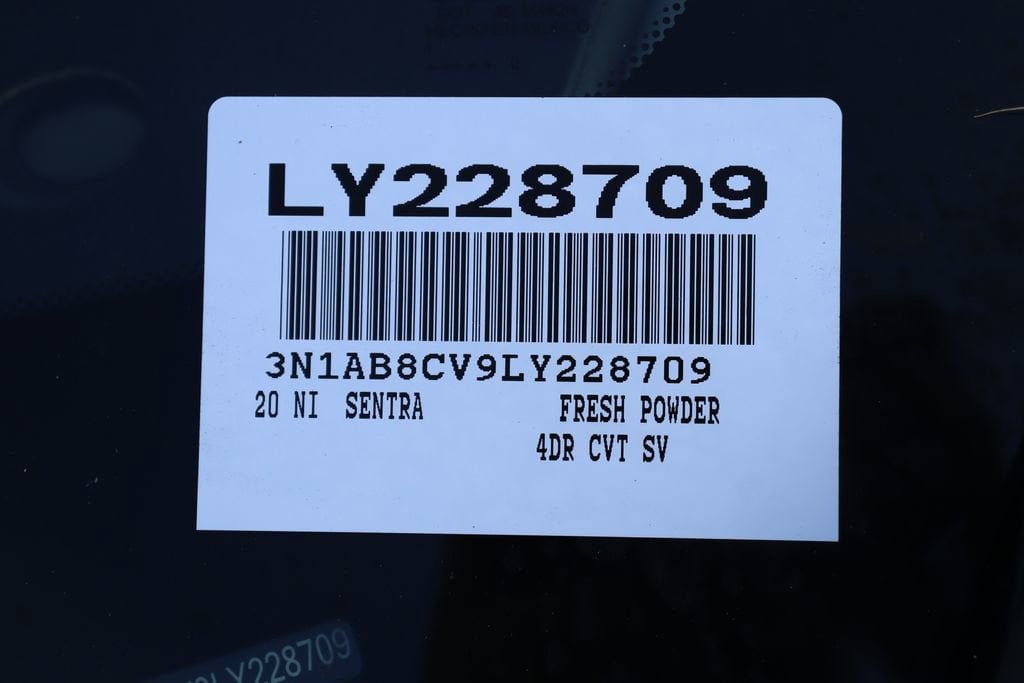 LY228709
3N1AB8CV9LY228709
20 NI SENTRA FRESH POWDER
4DR CVT SV
LY228709